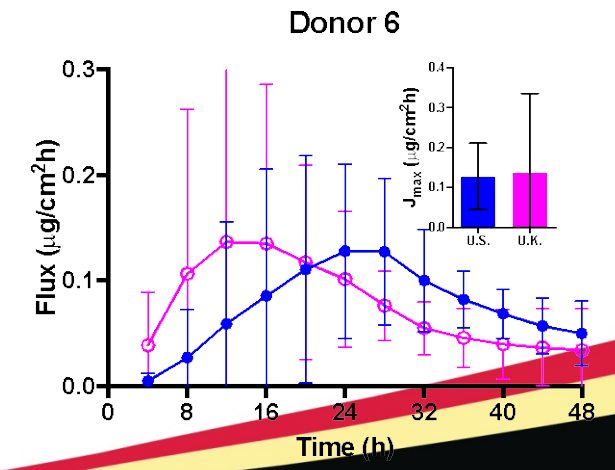 Donor 6
0.3
0.2
0.1
0.0
Flux (μg/cm²h)
0 8 16 24 32 40 48
Time (h)
0.4
0.3
0.2
0.1
0.0
Jmax (μg/cm²h)
U.S. U.K.